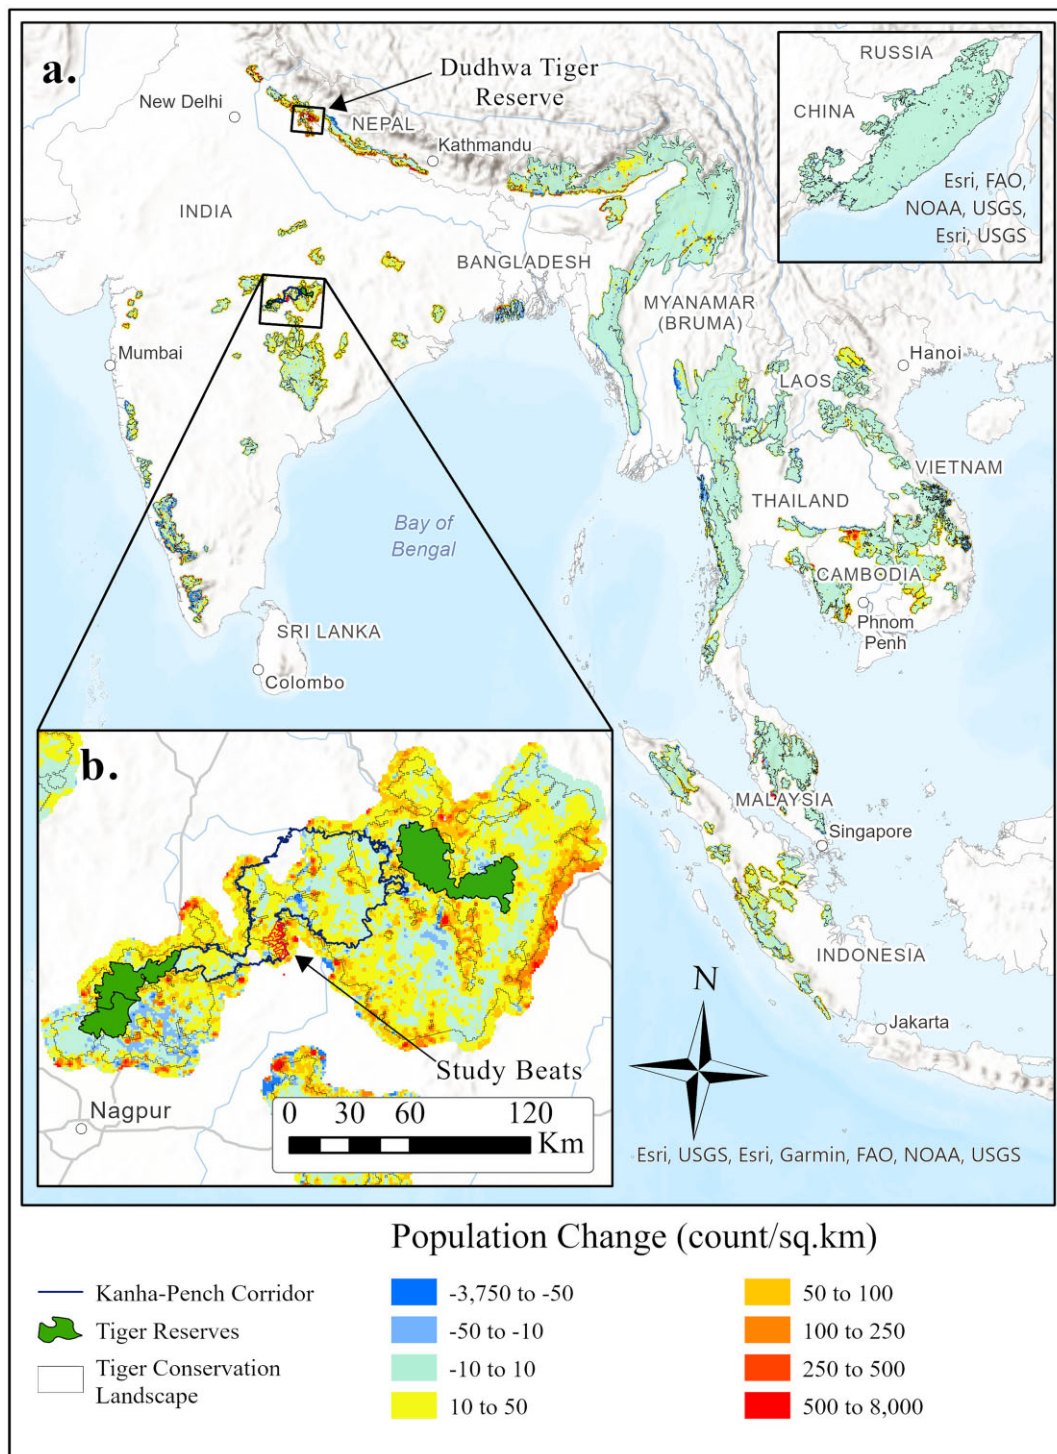 a.
Dudhwa Tiger
Reserve
New Delhi
NEPAL
Kathmandu
INDIA
BANGLADESH
MYANAMAR
(BRUMA)
Mumbai
Hanoi
LAOS
VIETNAM
THAILAND
Bay of
Bengal
CAMBODIA
Phnom
Penh
SRI LANKA
Colombo
MALAYSIA
Singapore
INDONESIA
Jakarta
RUSSIA
CHINA
Esri, FAO,
NOAA, USGS,
Esri, USGS
b.
Study Beats
Nagpur
0 30 60 120
Km
N
Esri, USGS, Esri, Garmin, FAO, NOAA, USGS
Population Change (count/sq.km)
Kanha-Pench Corridor
Tiger Reserves
Tiger Conservation
Landscape
-3,750 to -50
-50 to -10
-10 to 10
10 to 50
50 to 100
100 to 250
250 to 500
500 to 8,000